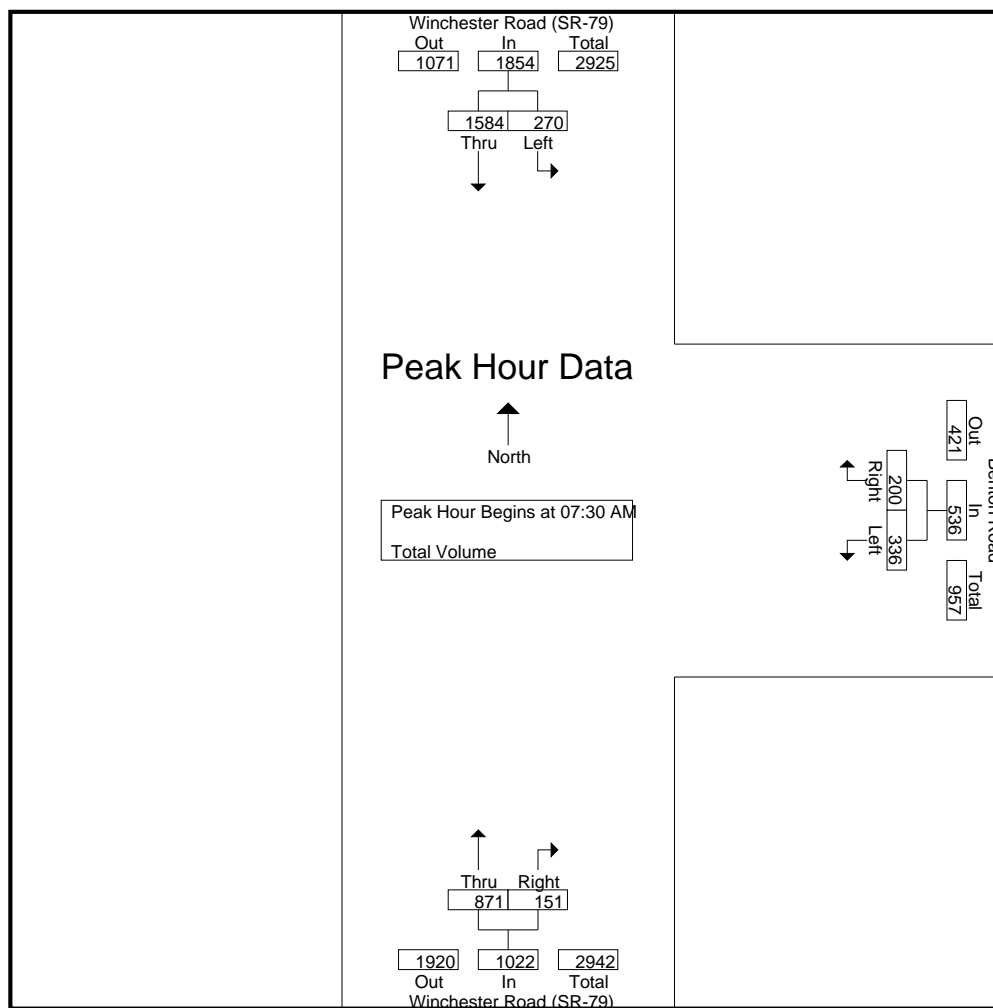 Winchester Road (SR-79)
Out In Total
1071 1854 2925
1584 270
Thru Left
Peak Hour Data
North
Peak Hour Begins at 07:30 AM
Total Volume
Road
Out In Total
421 536 957
200 336
Right Left
Thru Right
871 151
1920 1022 2942
Out In Total
Winchester Road (SR-79)